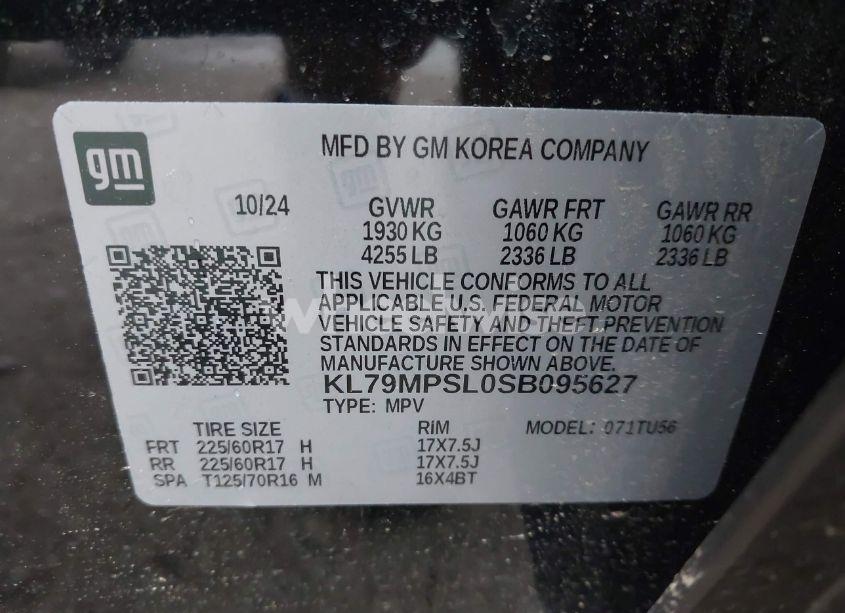 gm
MFD BY GM KOREA COMPANY
10/24 GVWR GAWR FRT GAWR RR
1930 KG 1060 KG 1060 KG
4255 LB 2336 LB 2336 LB
THIS VEHICLE CONFORMS TO ALL
APPLICABLE U.S. FEDERAL MOTOR
VEHICLE SAFETY AND THEFT PREVENTION
STANDARDS IN EFFECT ON THE DATE OF
MANUFACTURE SHOWN ABOVE.
KL79MPSL0SB095627
TYPE: MPV
TIRE SIZE RIM MODEL: 071TU56
FRT 225/60R17 H 17X7.5J
RR 225/60R17 H 17X7.5J
SPA T125/70R16 M 16X4BT